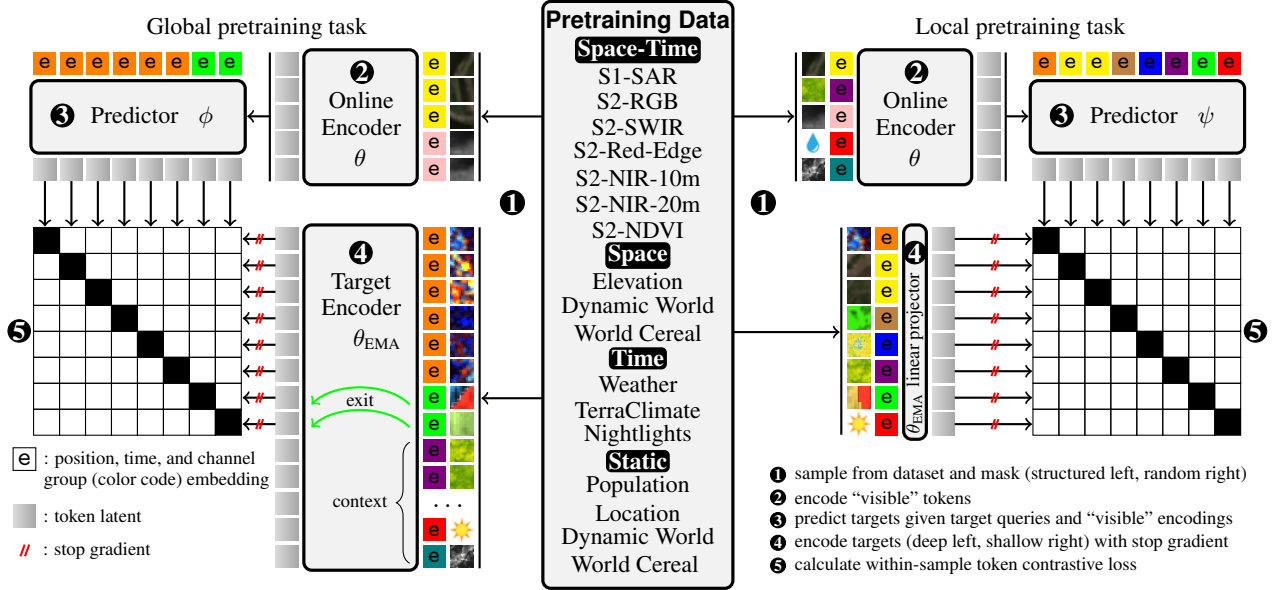 Global pretraining task
e e e e e e e e
❸ Predictor ϕ
❷
Online
Encoder
θ
e
e
e
e
e
❶
❹
Target
Encoder
θEMA
exit
context
e
e
e
e
e
e
e
e
e
e
. . .
e
e
❺
e : position, time, and channel
group (color code) embedding
: token latent
// : stop gradient
Pretraining Data
Space-Time
S1-SAR
S2-RGB
S2-SWIR
S2-Red-Edge
S2-NIR-10m
S2-NIR-20m
S2-NDVI
Space
Elevation
Dynamic World
World Cereal
Time
Weather
TerraClimate
Nightlights
Static
Population
Location
Dynamic World
World Cereal
Local pretraining task
e
e
e
e
e
❷
Online
Encoder
θ
e e e e e e e e
❸ Predictor ψ
❶
e
e
e
e
e
e
e
e
❹
θEMA linear projector
❺
❶ sample from dataset and mask (structured left, random right)
❷ encode “visible” tokens
❸ predict targets given target queries and “visible” encodings
❹ encode targets (deep left, shallow right) with stop gradient
❺ calculate within-sample token contrastive loss